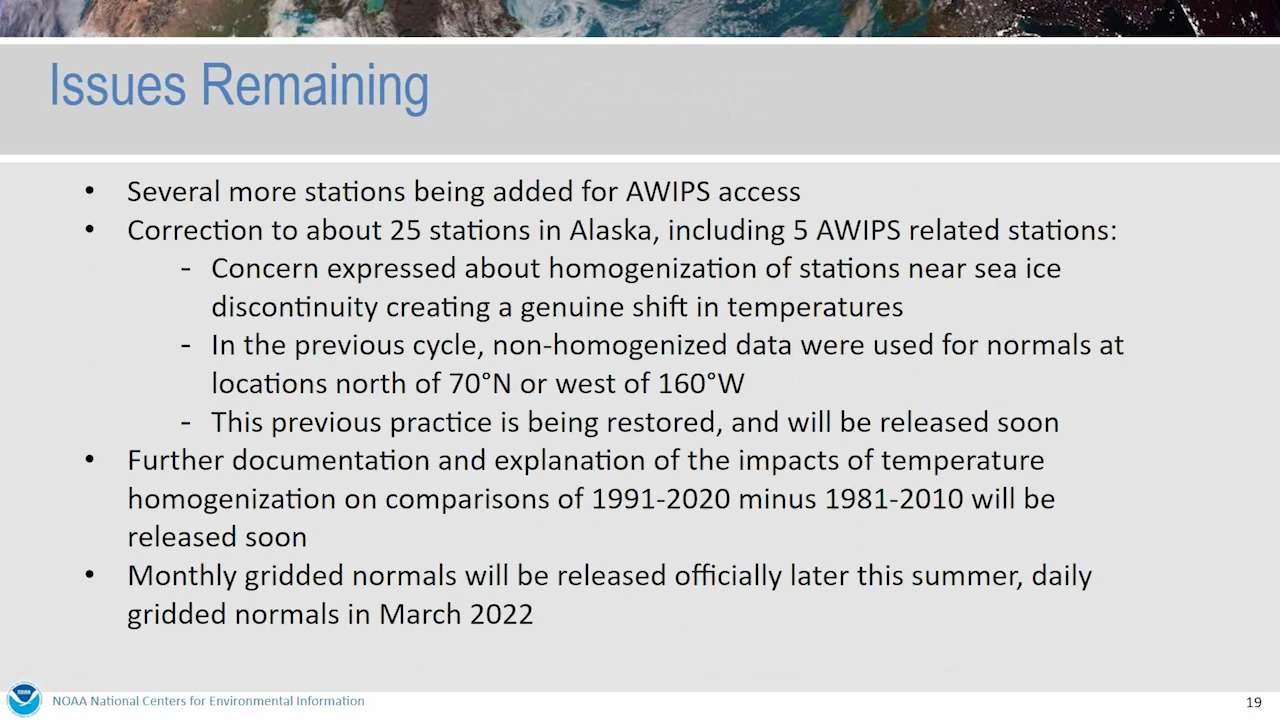 Issues Remaining
• Several more stations being added for AWIPS access
• Correction to about 25 stations in Alaska, including 5 AWIPS related stations:
- Concern expressed about homogenization of stations near sea ice
discontinuity creating a genuine shift in temperatures
- In the previous cycle, non-homogenized data were used for normals at
locations north of 70°N or west of 160°W
- This previous practice is being restored, and will be released soon
• Further documentation and explanation of the impacts of temperature
homogenization on comparisons of 1991-2020 minus 1981-2010 will be
released soon
• Monthly gridded normals will be released officially later this summer, daily
gridded normals in March 2022
NOAA
NOAA National Centers for Environmental Information
19